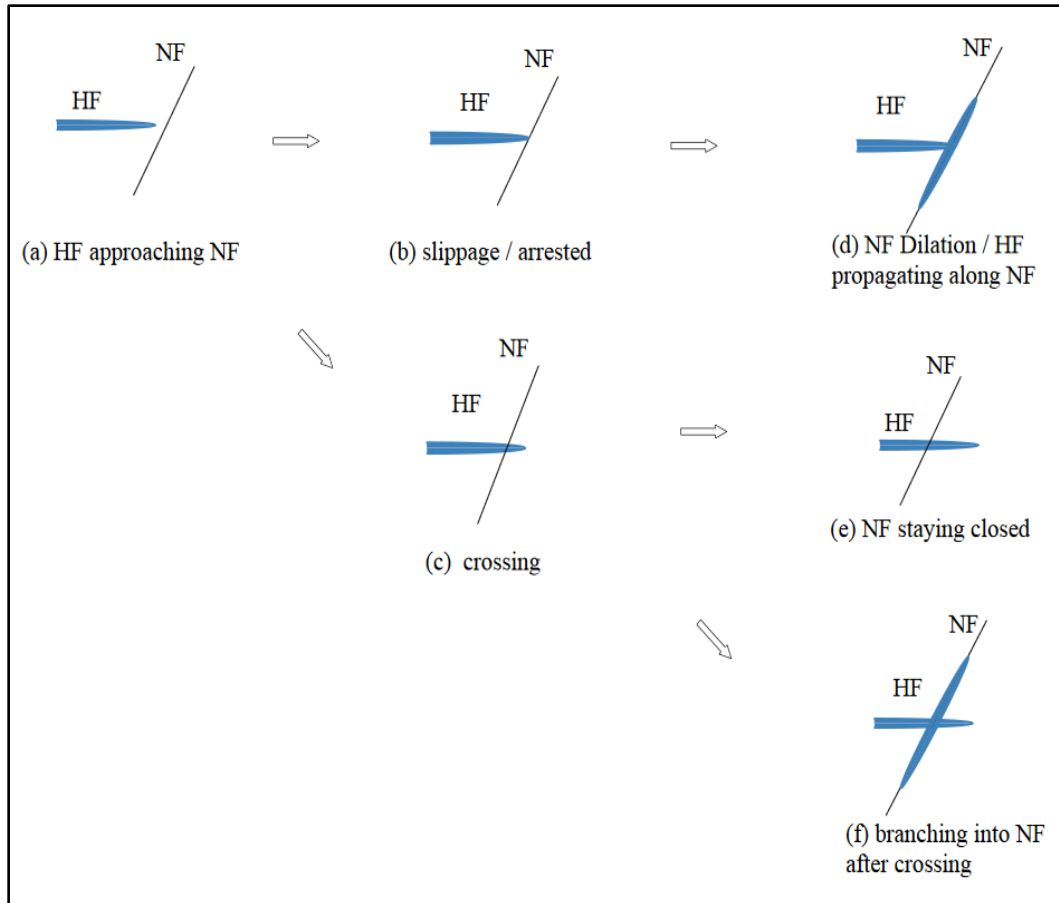 NF
HF
(a) HF approaching NF
NF
HF
(b) slippage / arrested
NF
HF
(d) NF Dilation / HF
propagating along NF
NF
HF
(c)  crossing
NF
HF
(e) NF staying closed
NF
HF
(f) branching into NF
after crossing